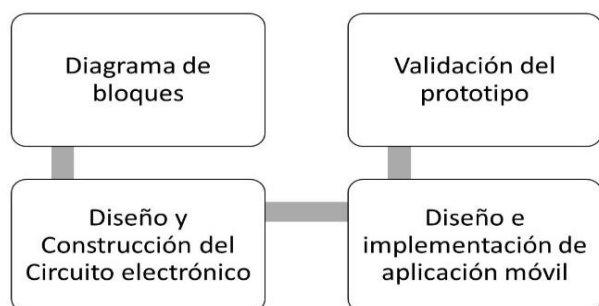 Diagrama de
bloques
Validación del
prototipo
Diseño y
Construcción del
Circuito electrónico
Diseño e
implementación de
aplicación móvil